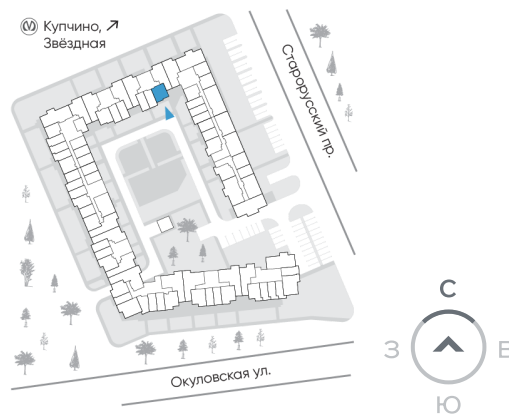 Купчино,
Звёздная
Старорусский пр.
Окуловская ул.
С
З
В
Ю